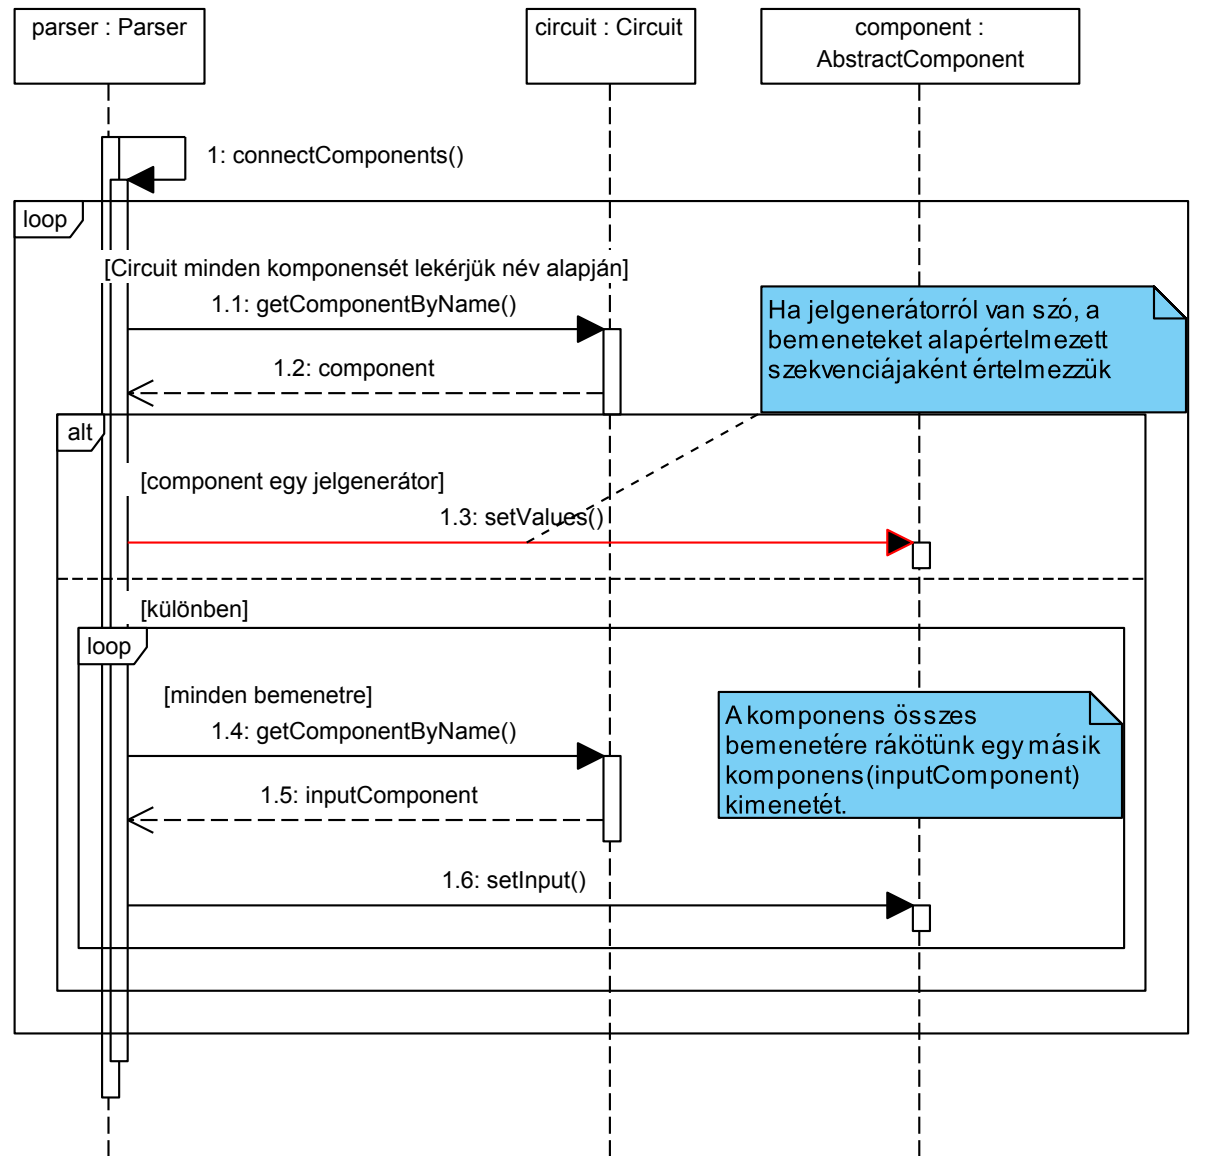 parser : Parser
circuit : Circuit
component :
AbstractComponent
1: connectComponents()
loop
[Circuit minden komponensét lekérjük név alapján]
1.1: getComponentByName()
Ha jelgenerátorról van szó, a
bemeneteket alapértelmezett
szekvenciájaként értelmezzük
1.2: component
alt
[component egy jelgenerátor]
1.3: setValues()
[különben]
loop
[minden bemenetre]
1.4: getComponentByName()
A komponens összes
bemenetére rákötünk egy másik
komponens(inputComponent)
kimenetét.
1.5: inputComponent
1.6: setInput()